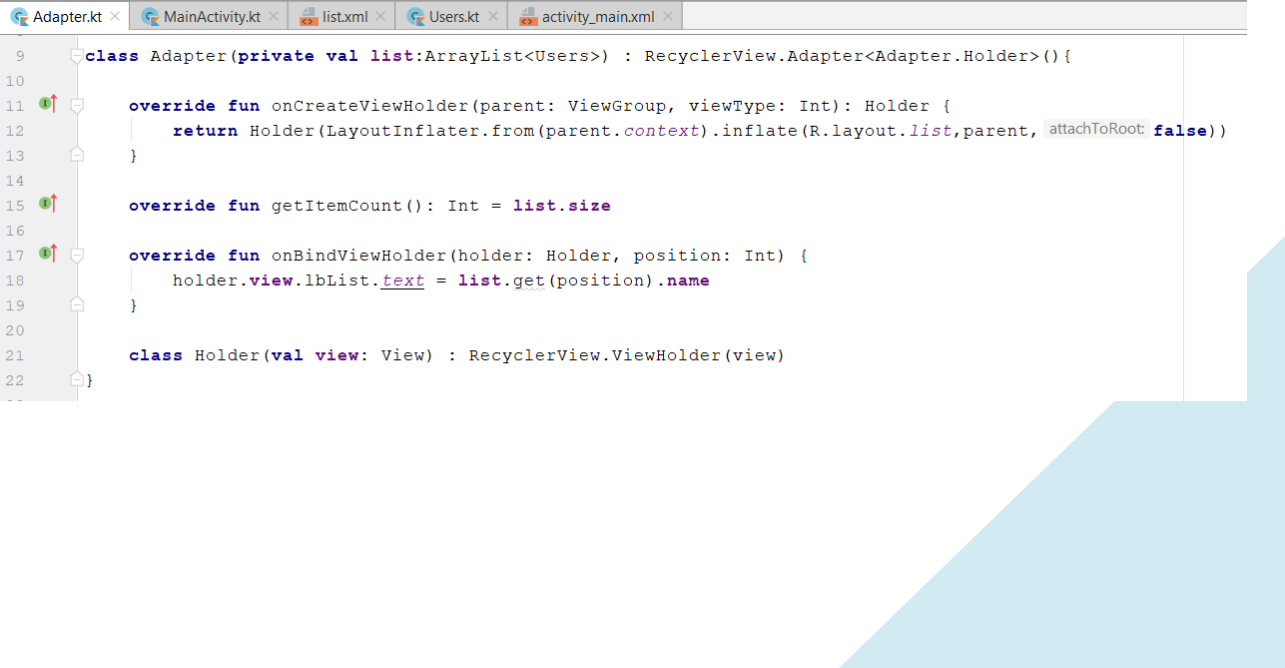 Adapter.kt MainActivity.kt list.xml Users.kt activity_main.xml
9 class Adapter(private val list:ArrayList<Users>) : RecyclerView.Adapter<Adapter.Holder>(){
10
11 override fun onCreateViewHolder(parent: ViewGroup, viewType: Int): Holder {
12 return Holder(LayoutInflater.from(parent.context).inflate(R.layout.list,parent, attachToRoot: false))
13 }
14
15 override fun getItemCount(): Int = list.size
16
17 override fun onBindViewHolder(holder: Holder, position: Int) {
18 holder.view.lbList.text = list.get(position).name
19 }
20
21 class Holder(val view: View) : RecyclerView.ViewHolder(view)
22 }